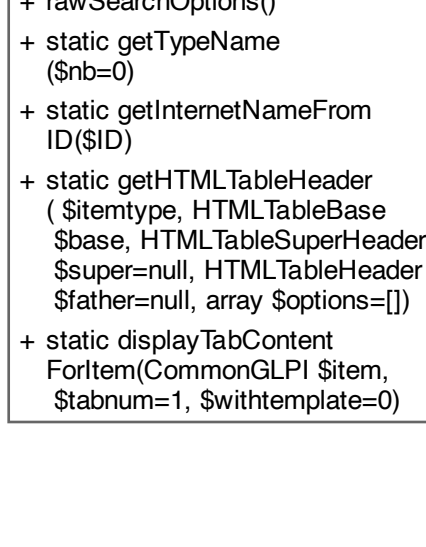 + rawSearchOptions()
+ static getTypeName
($nb=0)
+ static getInternetNameFrom
ID($ID)
+ static getHTMLTableHeader
( $itemtype, HTMLTableBase
$base, HTMLTableSuperHeader
$super=null, HTMLTableHeader
$father=null, array $options=[])
+ static displayTabContent
ForItem(CommonGLPI $item,
$tabnum=1, $withtemplate=0)